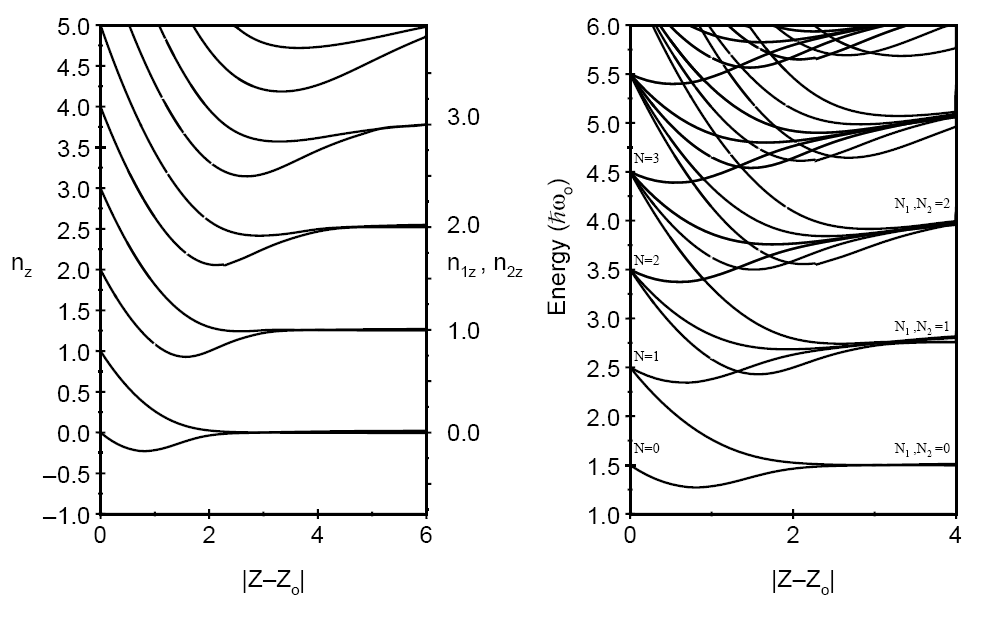 5.0
4.5
4.0
3.5
3.0
2.5
2.0
1.5
1.0
0.5
0.0
–0.5
–1.0
n_z
3.0
2.0
n_1z , n_2z
1.0
0.0
0 2 4 6
|Z–Z_o|
6.0
5.5
5.0
4.5
4.0
3.5
3.0
2.5
2.0
1.5
1.0
Energy (ħω_o)
N=3
N=2
N=1
N=0
N_1 ,N_2 =2
N_1 ,N_2 =1
N_1 ,N_2 =0
0 2 4
|Z–Z_o|